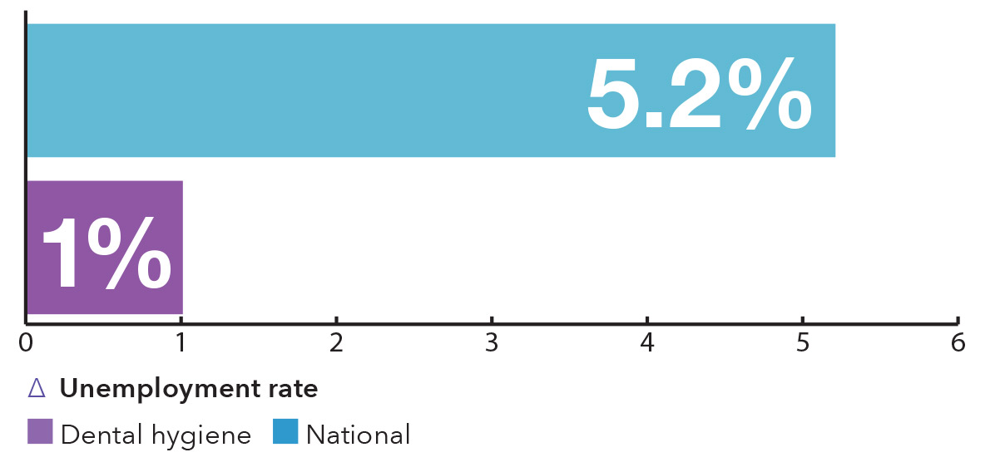 5.2%
1%
0 1 2 3 4 5 6
Δ Unemployment rate
Dental hygiene National